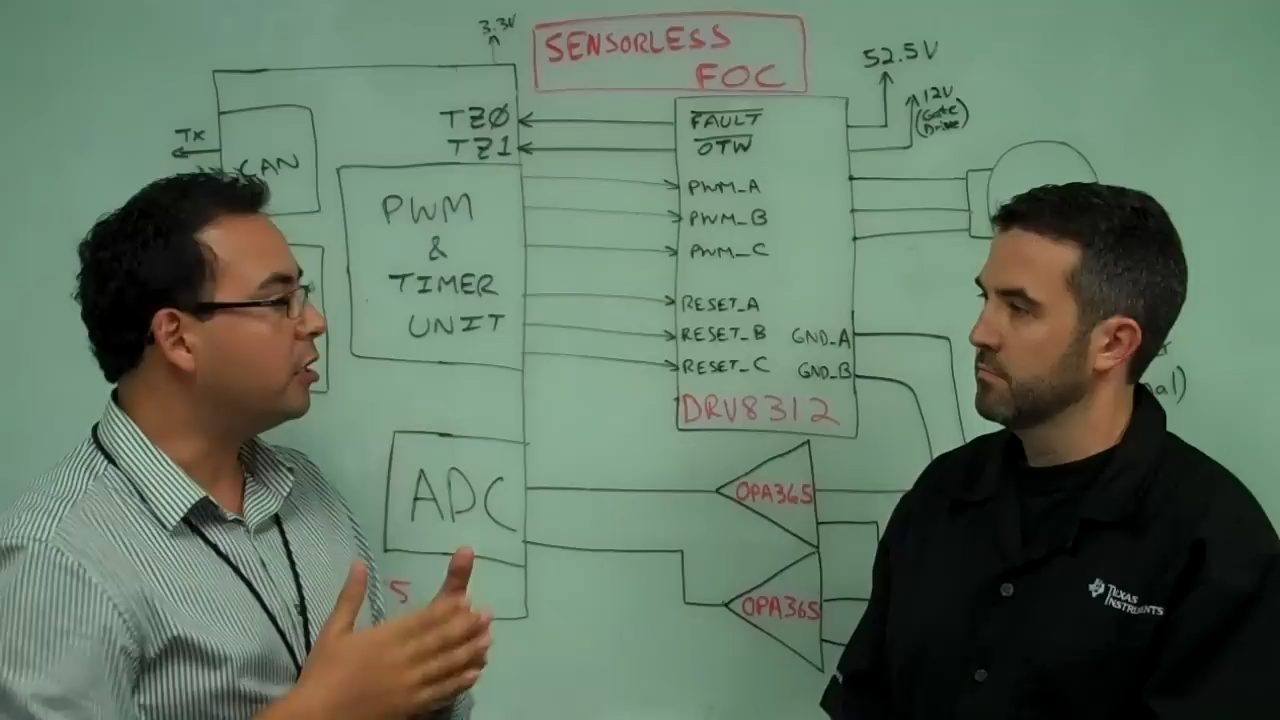 3.3V
SENSORLESS
FOC
52.5V
12V
(Gate
Drive)
TX
CAN
TZ0
TZ1
FAULT
OTW
PWM
&
TIMER
UNIT
PWM_A
PWM_B
PWM_C
RESET_A
RESET_B
RESET_C
GND_A
GND_B
DRV8312
ADC
OPA365
OPA365
5
TEXAS
INSTRUMENTS